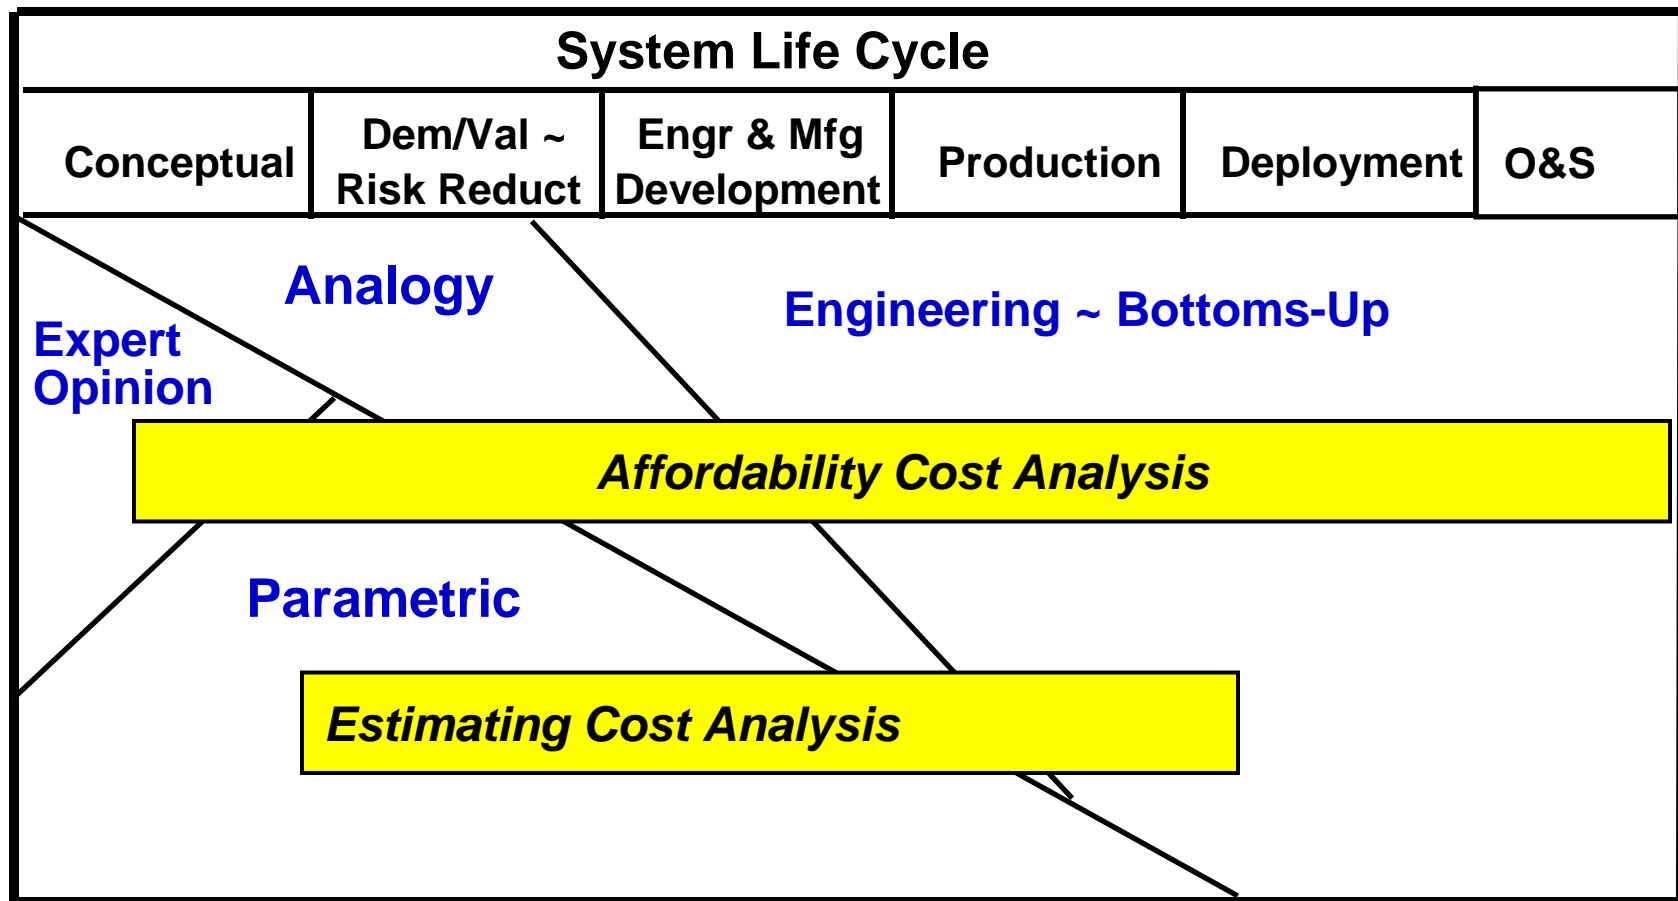 System Life Cycle
Conceptual
Dem/Val ~
Risk Reduct
Engr & Mfg
Development
Production
Deployment
O&S
Analogy
Engineering ~ Bottoms-Up
Expert
Opinion
Affordability Cost Analysis
Parametric
Estimating Cost Analysis